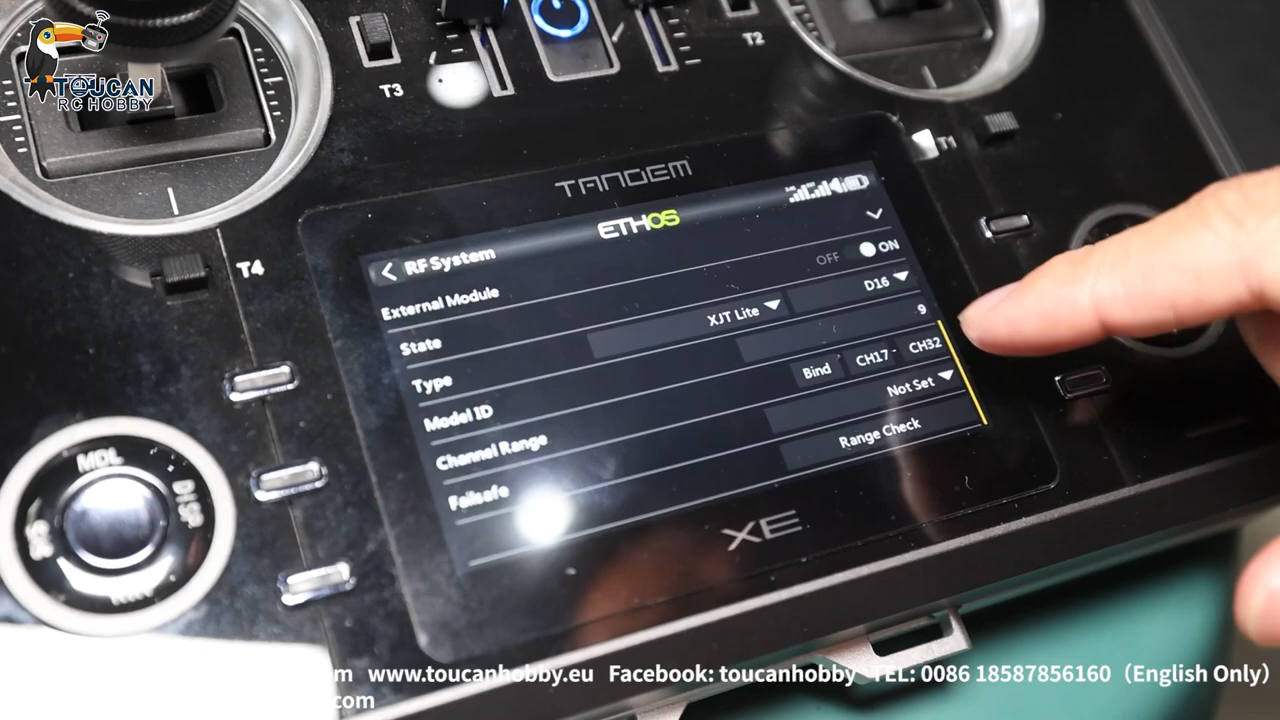 TOUCAN
RC HOBBY
T3
T2
T1
T4
TANDEM
ETHOS
RF System
External Module
State
OFF
ON
Type
XJT Lite
D16
Model ID
9
Channel Range
Bind
CH17 - CH32
Failsafe
Not Set
Range Check
MDL
DISP
SYS
XE
www.toucanhobby.eu Facebook: toucanhobby TEL: 0086 18587856160（English Only）